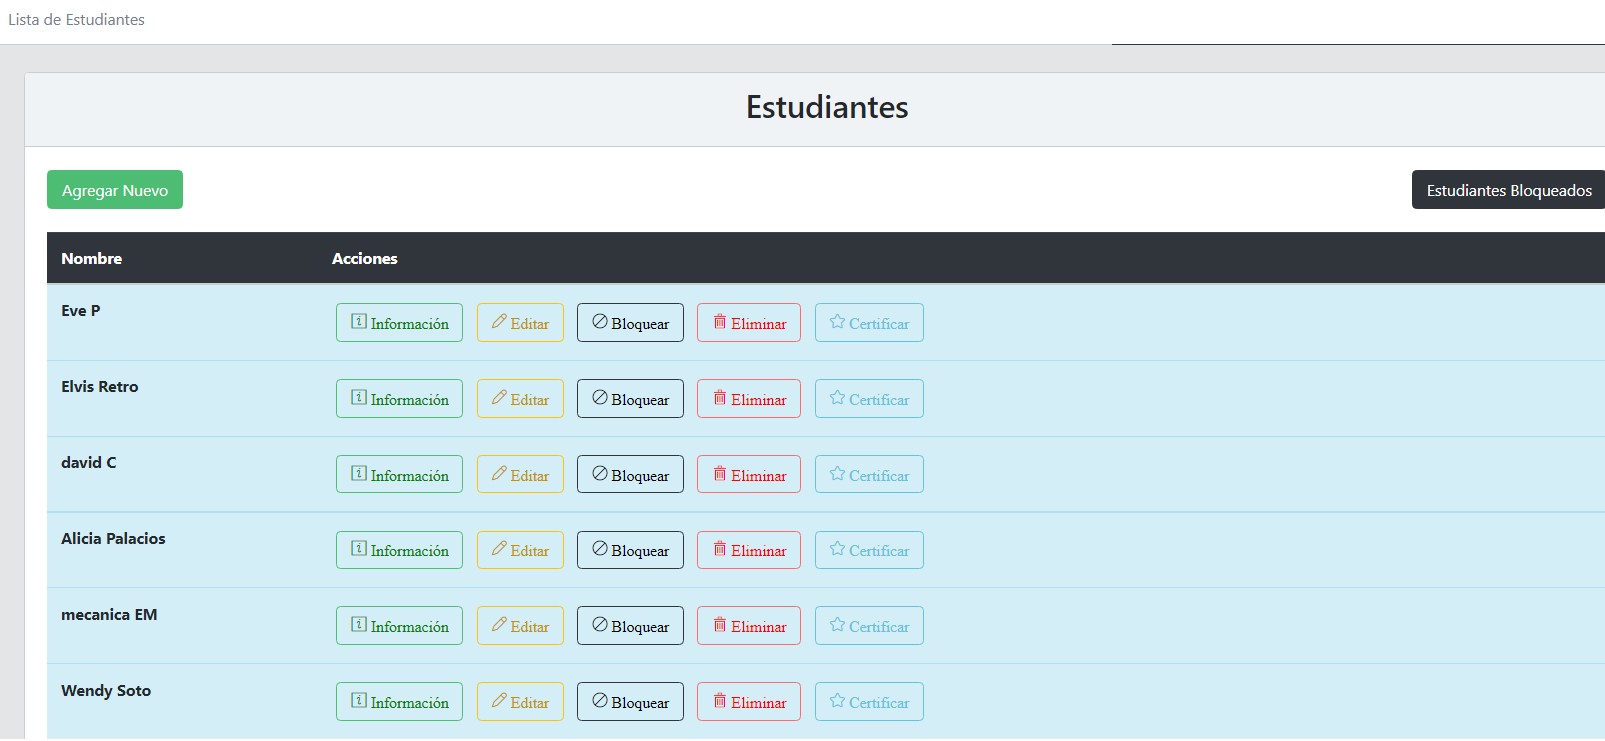 Lista de Estudiantes
Estudiantes
Agregar Nuevo Estudiantes Bloqueados
Nombre Acciones
Eve P Información Editar Bloquear Eliminar Certificar
Elvis Retro Información Editar Bloquear Eliminar Certificar
david C Información Editar Bloquear Eliminar Certificar
Alicia Palacios Información Editar Bloquear Eliminar Certificar
mecanica EM Información Editar Bloquear Eliminar Certificar
Wendy Soto Información Editar Bloquear Eliminar Certificar